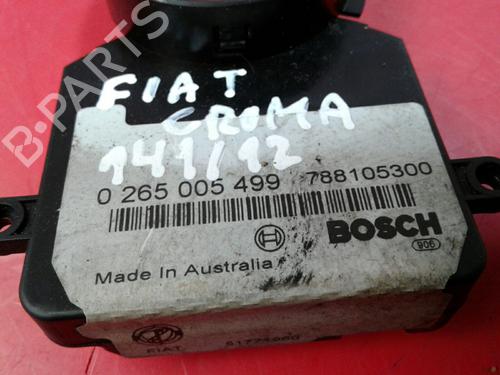 B-PARTS
FIAT
CROMA
141/12
0 265 005 499 788105300
BOSCH
Made In Australia
906
FIAT